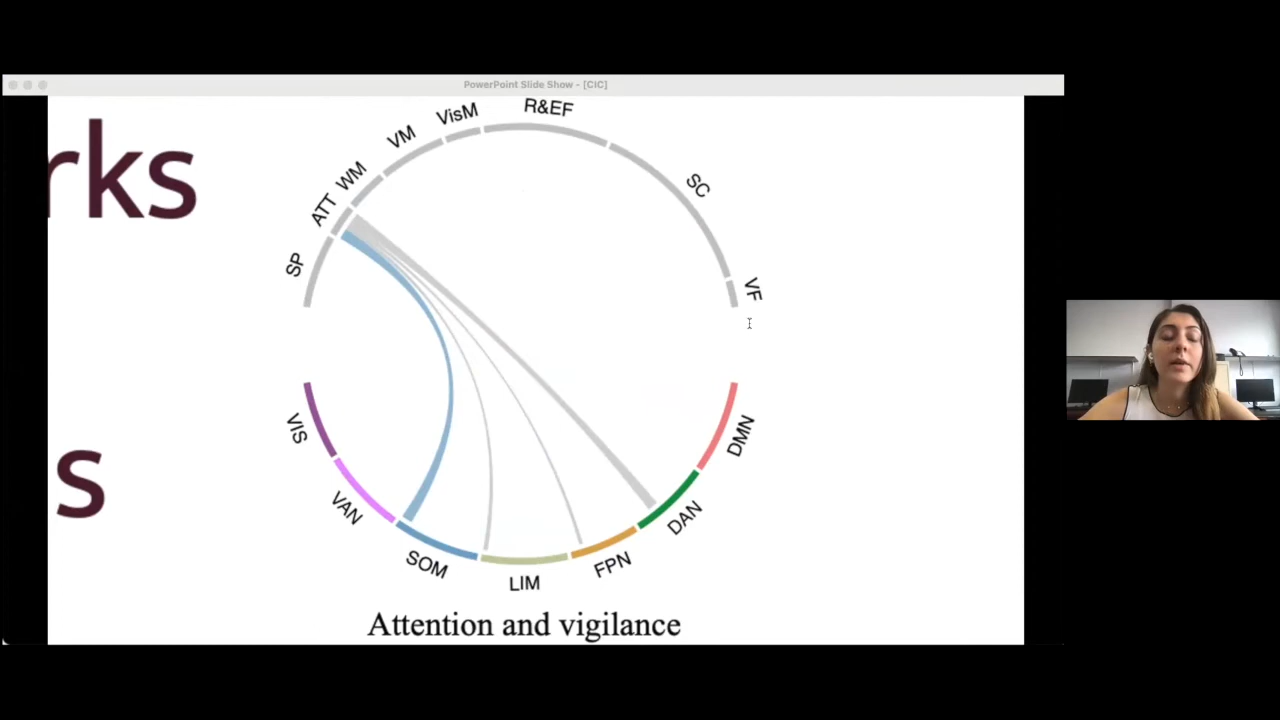 PowerPoint Slide Show - [CIC]
rks
s
R&EF
VisM
VM
WM
ATT
SP
SC
VF
VIS
VAN
SOM
LIM
FPN
DAN
DMN
Attention and vigilance